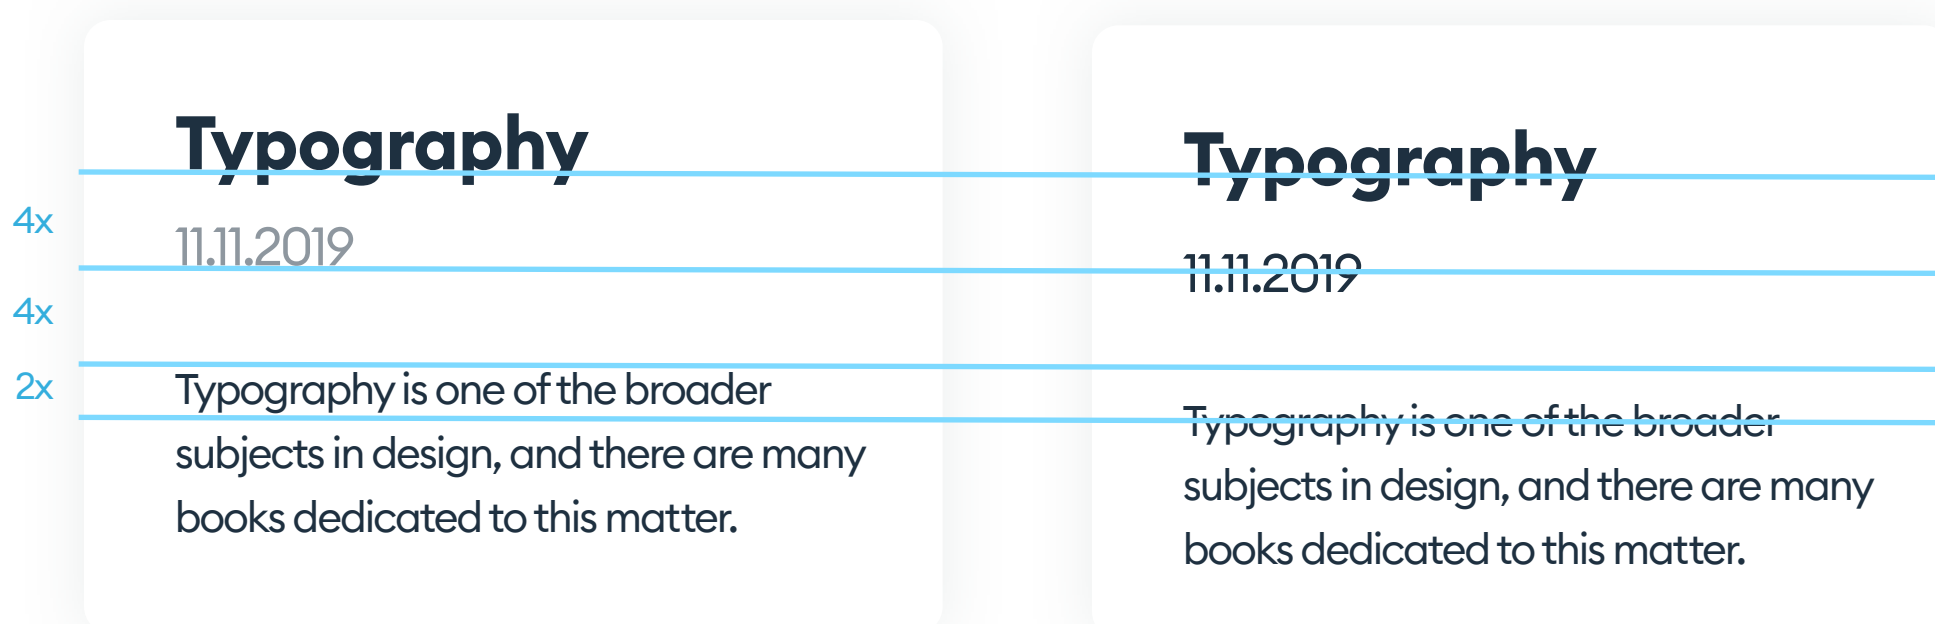 Typography
11.11.2019
Typography is one of the broader
subjects in design, and there are many
books dedicated to this matter.
4x
4x
2x
Typography
11.11.2019
Typography is one of the broader
subjects in design, and there are many
books dedicated to this matter.